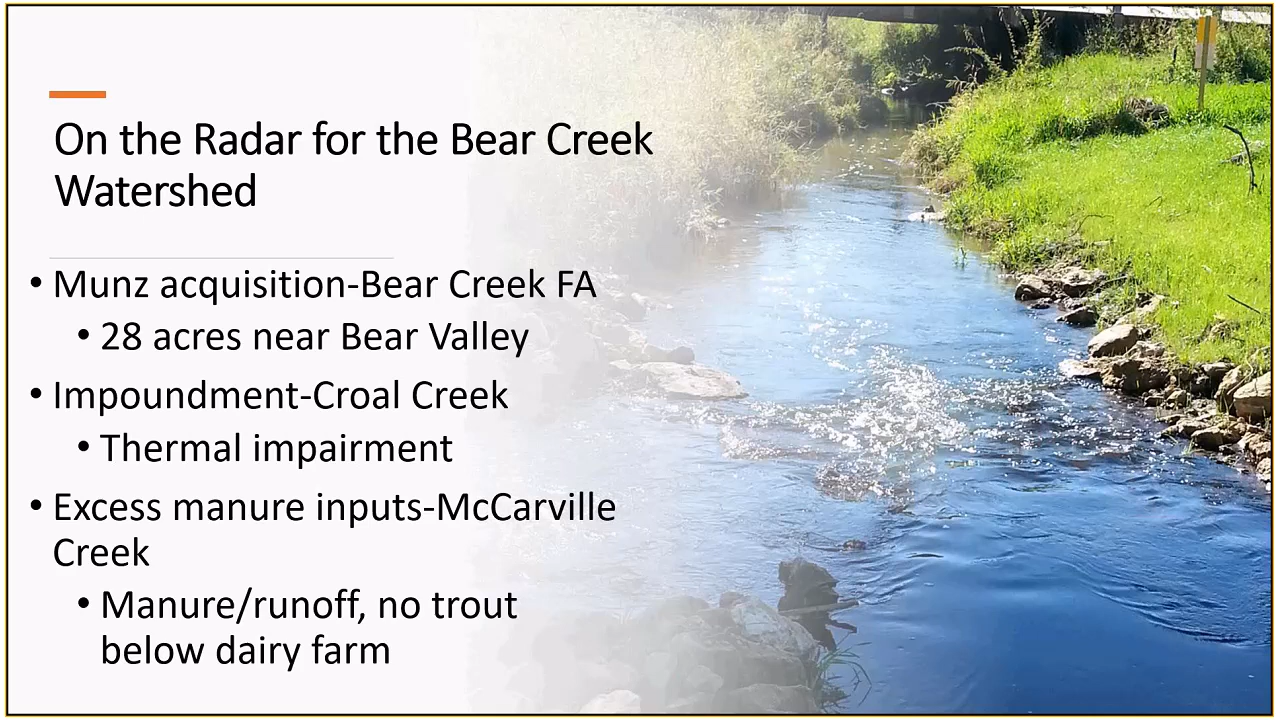 On the Radar for the Bear Creek
Watershed
• Munz acquisition-Bear Creek FA
• 28 acres near Bear Valley
• Impoundment-Croal Creek
• Thermal impairment
• Excess manure inputs-McCarville
Creek
• Manure/runoff, no trout
below dairy farm